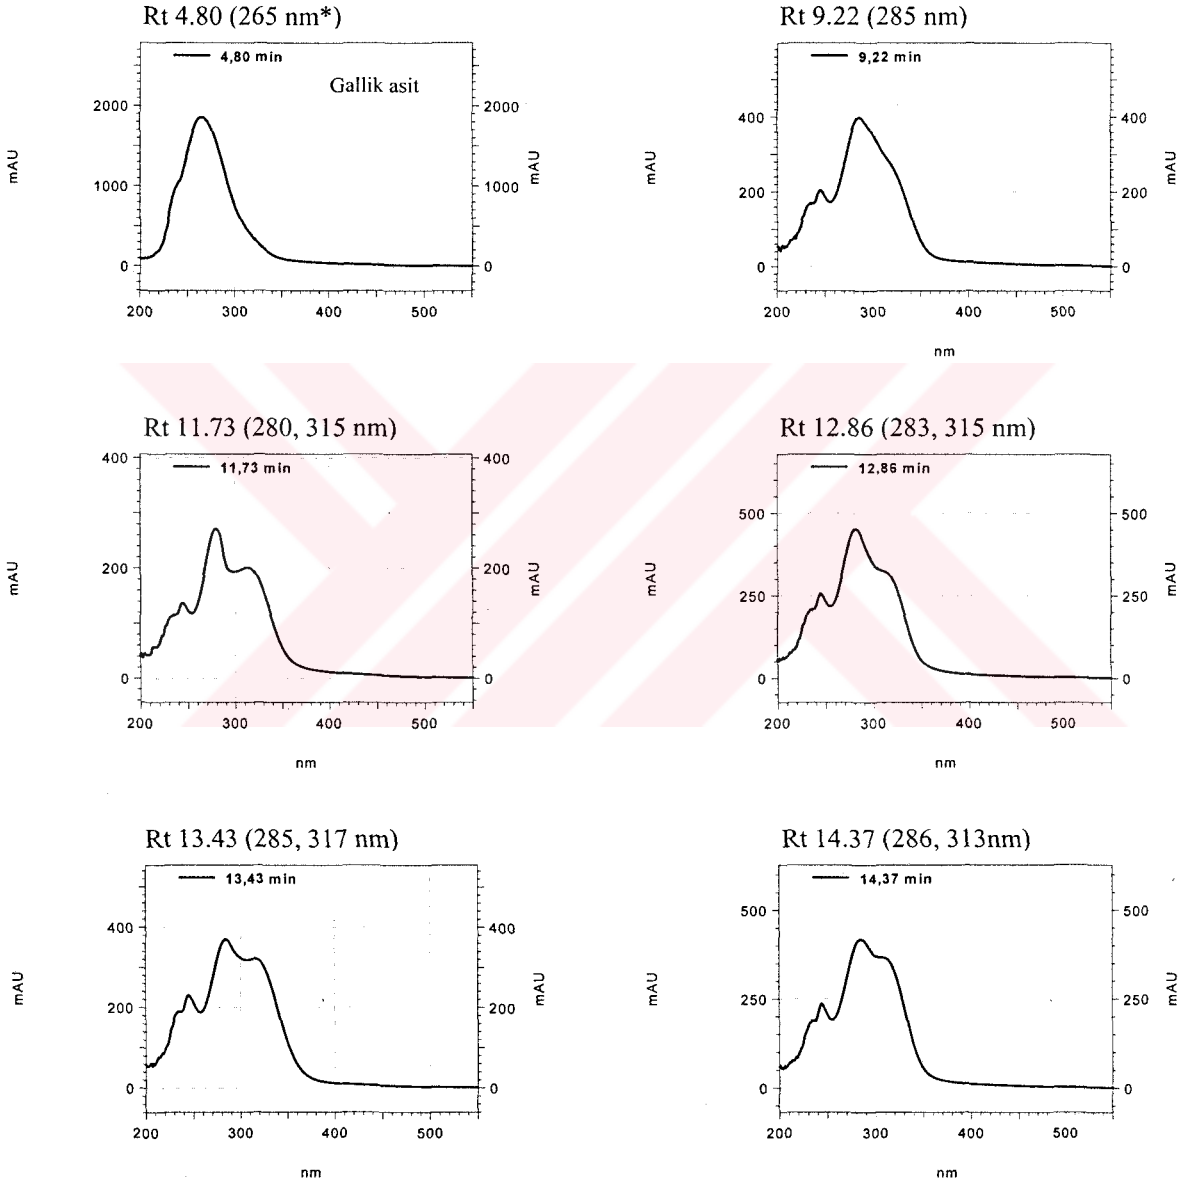 Rt 4.80 (265 nm*)
4,80 min
Gallik asit
mAU
2000
1000
0
2000
1000
0
mAU
200 300 400 500
Rt 9.22 (285 nm)
9,22 min
mAU
400
200
0
400
200
0
mAU
200 300 400 500
nm
Rt 11.73 (280, 315 nm)
11,73 min
mAU
400
200
0
400
200
0
mAU
200 300 400 500
nm
Rt 12.86 (283, 315 nm)
12,86 min
mAU
500
250
0
500
250
0
mAU
200 300 400 500
nm
Rt 13.43 (285, 317 nm)
13,43 min
mAU
400
200
0
400
200
0
mAU
200 300 400 500
nm
Rt 14.37 (286, 313nm)
14,37 min
mAU
500
250
0
500
250
0
mAU
200 300 400 500
nm